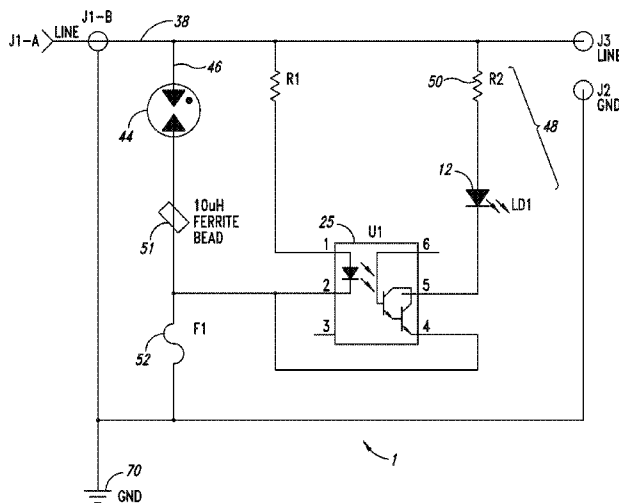 J1-B
38
J1-A
LINE
J3
LINE
46
R1
50
R2
J2
GND
48
44
12
LD1
10uH
FERRITE
BEAD
51
25
U1
1
6
2
5
3
4
F1
52
1
70
GND